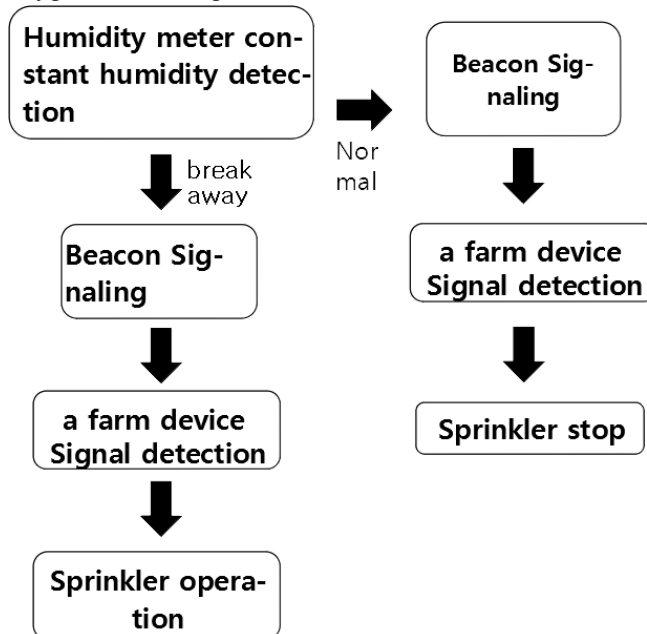 Humidity meter con-
stant humidity detec-
tion
break
away
Beacon Sig-
naling
a farm device
Signal detection
Sprinkler opera-
tion
Nor
mal
Beacon Sig-
naling
a farm device
Signal detection
Sprinkler stop